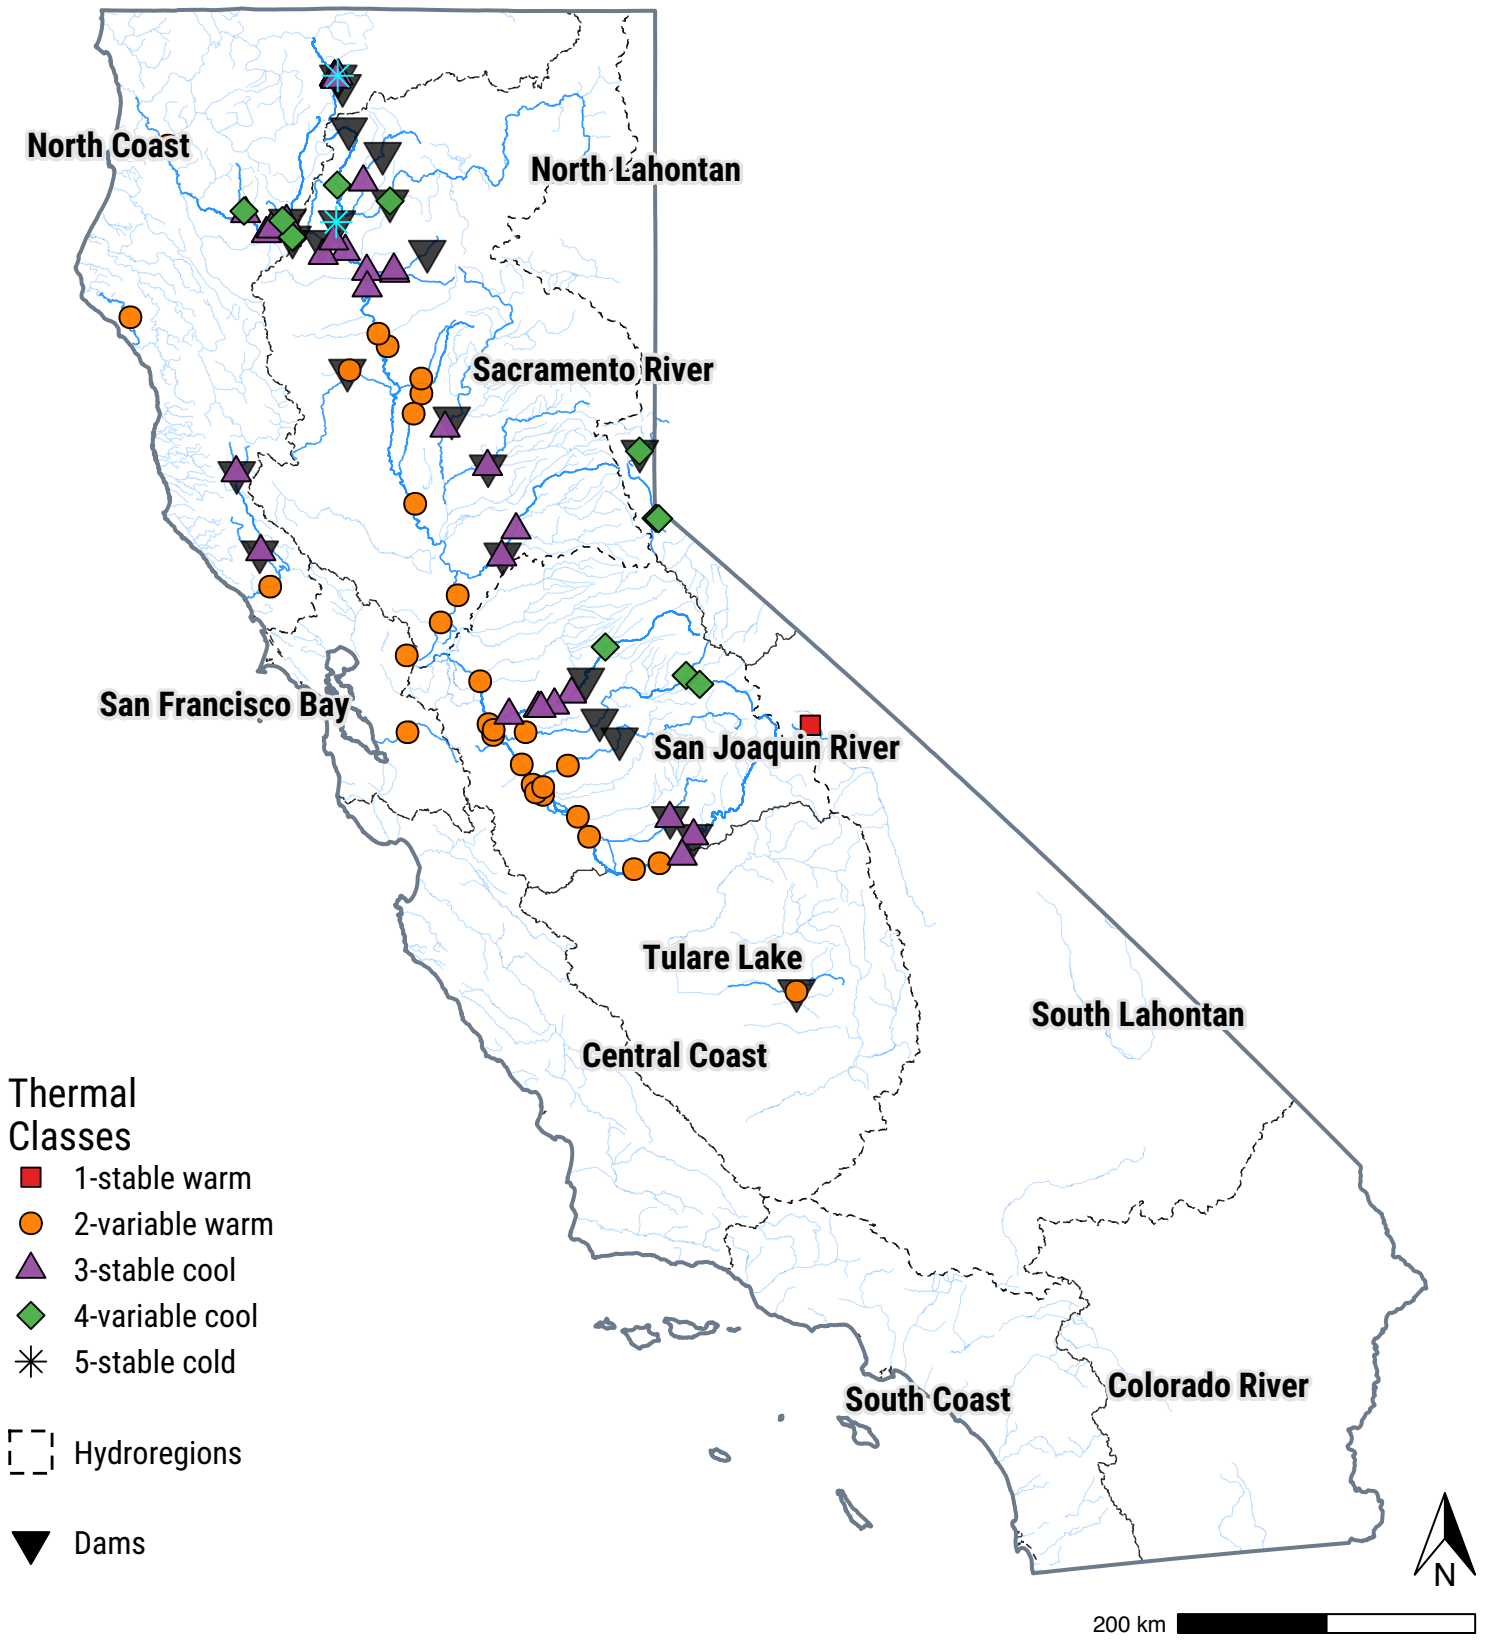 North Coast
North Lahontan
Sacramento River
San Francisco Bay
San Joaquin River
Tulare Lake
South Lahontan
Central Coast
Thermal
Classes
1-stable warm
2-variable warm
3-stable cool
4-variable cool
5-stable cold
South Coast
Colorado River
Hydroregions
Dams
N
200 km